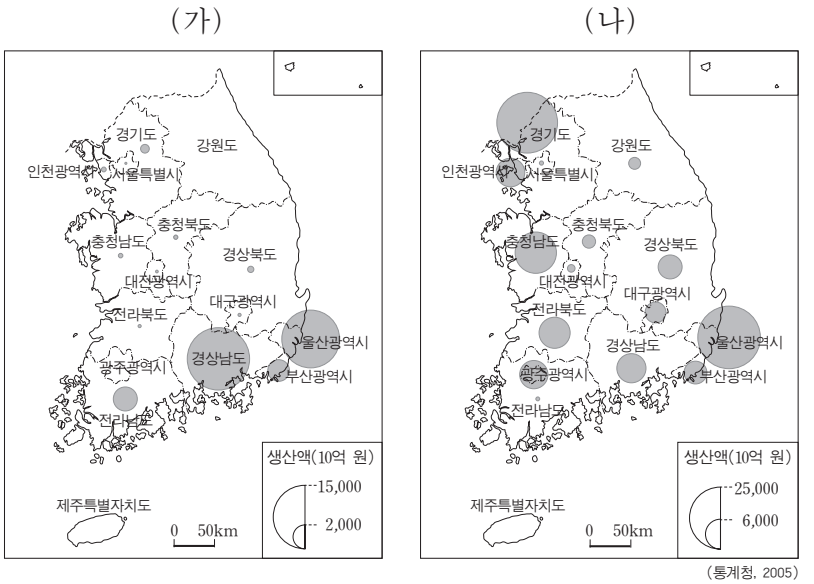 (가)
경기도
강원도
인천광역시
서울특별시
충청북도
충청남도
경상북도
대전광역시
대구광역시
전라북도
울산광역시
경상남도
광주광역시
부산광역시
전라남도
생산액(10억 원)
15,000
2,000
제주특별자치도
0 50km
(나)
경기도
강원도
인천광역시
서울특별시
충청북도
충청남도
경상북도
대전광역시
대구광역시
전라북도
울산광역시
경상남도
광주광역시
부산광역시
전라남도
생산액(10억 원)
25,000
6,000
제주특별자치도
0 50km
(통계청, 2005)